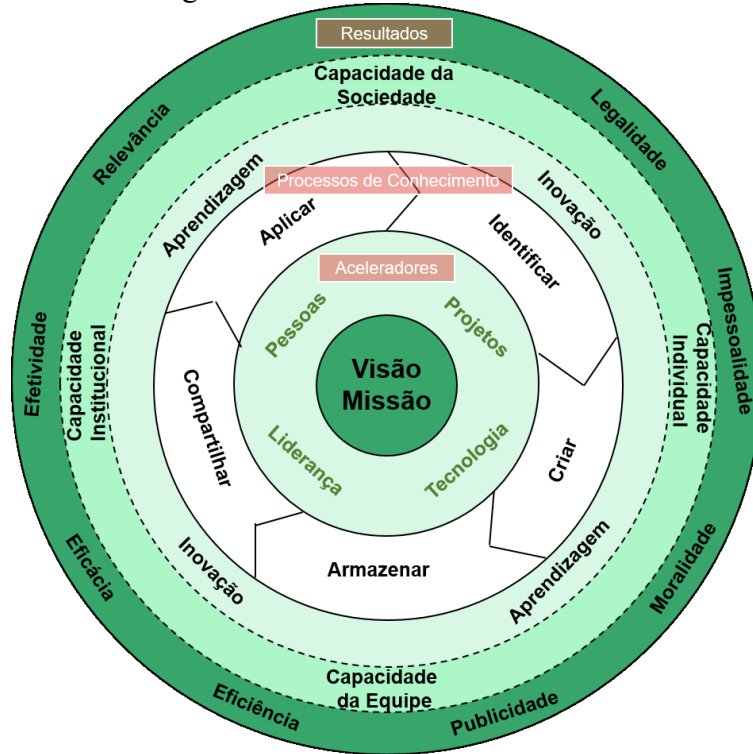 Resultados
Capacidade da
Sociedade
Relevância
Legalidade
Aprendizagem
Inovação
Processos de Conhecimento
Aplicar
Identificar
Aceleradores
Pessoas
Projetos
Impessoalidade
Efetividade
Capacidade
Institucional
Capacidade
Individual
Visão
Missão
Compartilhar
Criar
Liderança
Tecnologia
Armazenar
Inovação
Aprendizagem
Eficácia
Moralidade
Capacidade
da Equipe
Eficiência
Publicidade